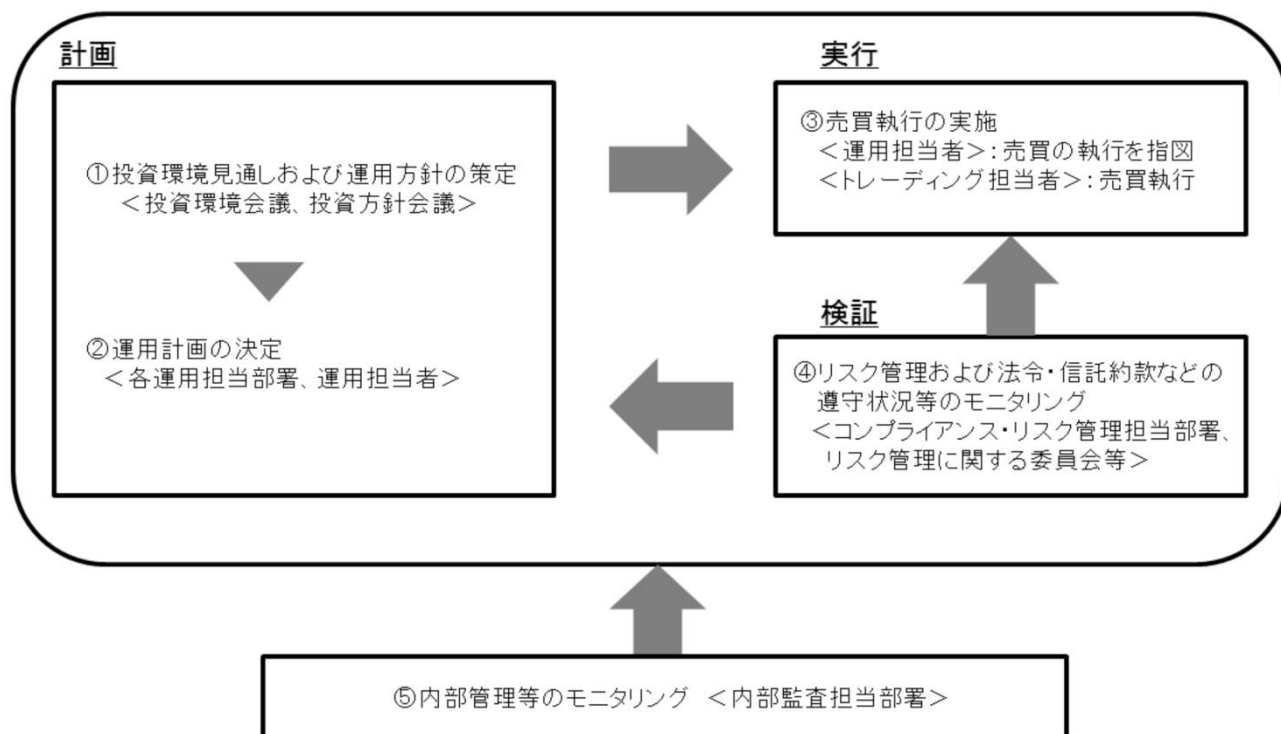 計画
①投資環境見通しおよび運用方針の策定
＜投資環境会議、投資方針会議＞
②運用計画の決定
＜各運用担当部署、運用担当者＞
実行
③売買執行の実施
＜運用担当者＞：売買の執行を指図
＜トレーディング担当者＞：売買執行
検証
④リスク管理および法令・信託約款などの
遵守状況等のモニタリング
＜コンプライアンス・リスク管理担当部署、
リスク管理に関する委員会等＞
⑤内部管理等のモニタリング ＜内部監査担当部署＞